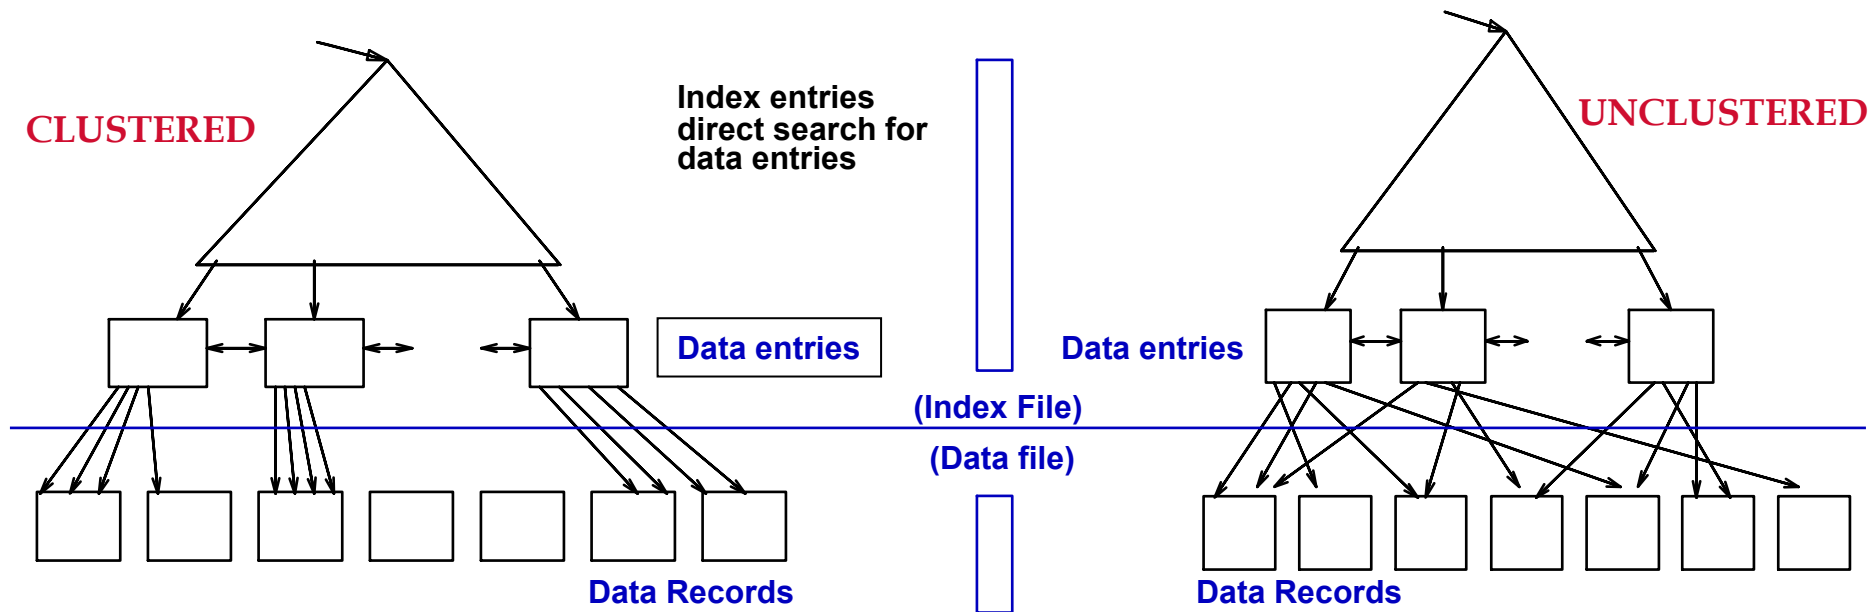 CLUSTERED
Index entries
direct search for
data entries
UNCLUSTERED
Data entries
Data entries
(Index File)
(Data file)
Data Records
Data Records